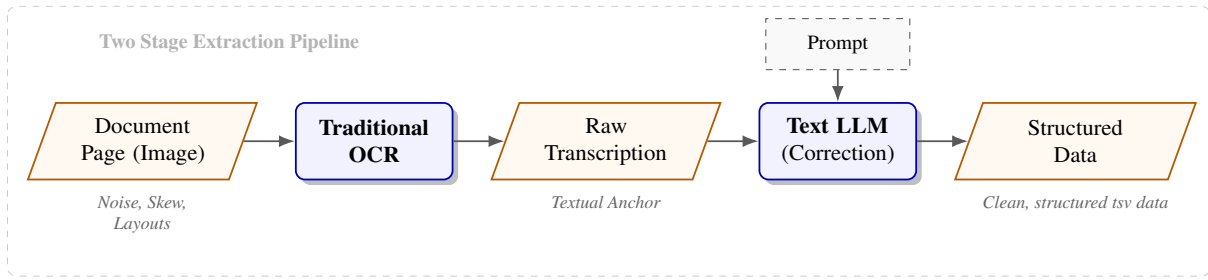 Two Stage Extraction Pipeline
Prompt
Document
Page (Image)
Traditional
OCR
Raw
Transcription
Text LLM
(Correction)
Structured
Data
Noise, Skew,
Layouts
Textual Anchor
Clean, structured tsv data